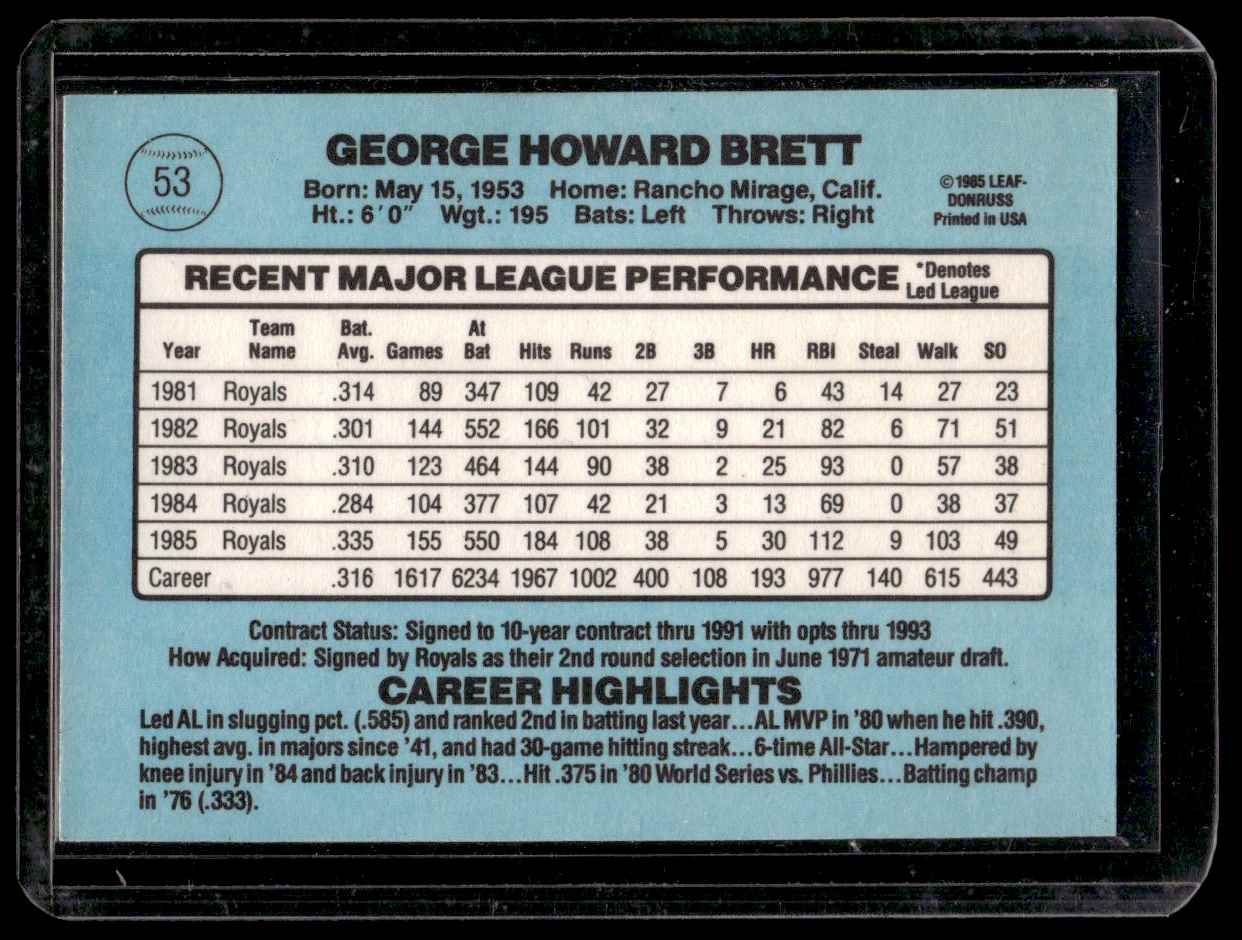 53
GEORGE HOWARD BRETT
Born: May 15, 1953 Home: Rancho Mirage, Calif.
Ht.: 6'0" Wgt.: 195 Bats: Left Throws: Right
©1985 LEAF-
DONRUSS
Printed in USA
RECENT MAJOR LEAGUE PERFORMANCE
*Denotes
Led League
Year Team Name Bat. Avg. Games At Bat Hits Runs 2B 3B HR RBI Steal Walk SO
1981 Royals .314 89 347 109 42 27 7 6 43 14 27 23
1982 Royals .301 144 552 166 101 32 9 21 82 6 71 51
1983 Royals .310 123 464 144 90 38 2 25 93 0 57 38
1984 Royals .284 104 377 107 42 21 3 13 69 0 38 37
1985 Royals .335 155 550 184 108 38 5 30 112 9 103 49
Career .316 1617 6234 1967 1002 400 108 193 977 140 615 443
Contract Status: Signed to 10-year contract thru 1991 with opts thru 1993
How Acquired: Signed by Royals as their 2nd round selection in June 1971 amateur draft.
CAREER HIGHLIGHTS
Led AL in slugging pct. (.585) and ranked 2nd in batting last year...AL MVP in '80 when he hit .390,
highest avg. in majors since '41, and had 30-game hitting streak...6-time All-Star...Hampered by
knee injury in '84 and back injury in '83...Hit .375 in '80 World Series vs. Phillies...Batting champ
in '76 (.333).